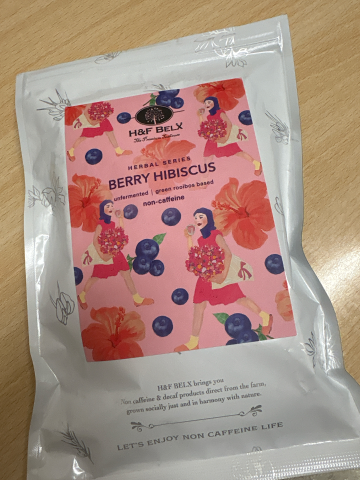 H&F BELX
HERBAL SERIES
BERRY HIBISCUS
unfermented | green rooibos based
non-caffeine
H&F BELX brings you
Non caffeine & decaf products direct from the farm,
grown socially just and in harmony with nature.
LET'S ENJOY NON CAFFEINE LIFE